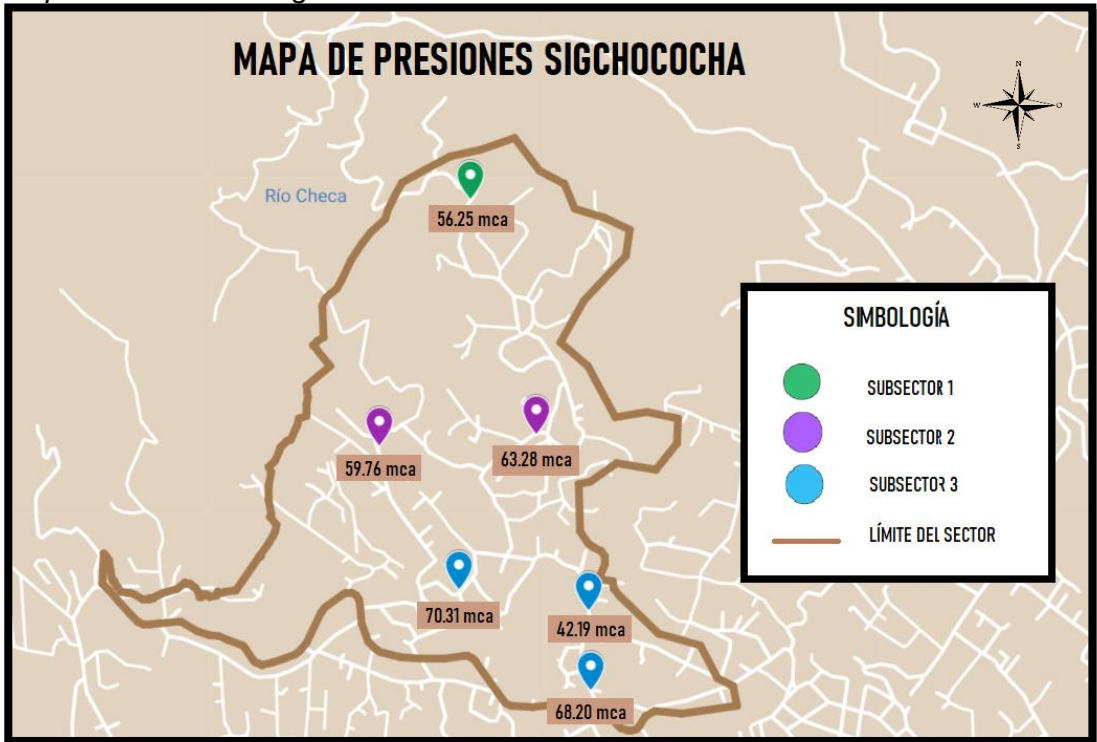 MAPA DE PRESIONES SIGCHOCOCHA
N
W
O
S
Río Checa
56.25 mca
59.76 mca
63.28 mca
70.31 mca
42.19 mca
68.20 mca
SIMBOLOGÍA
SUBSECTOR 1
SUBSECTOR 2
SUBSECTOR 3
LÍMITE DEL SECTOR